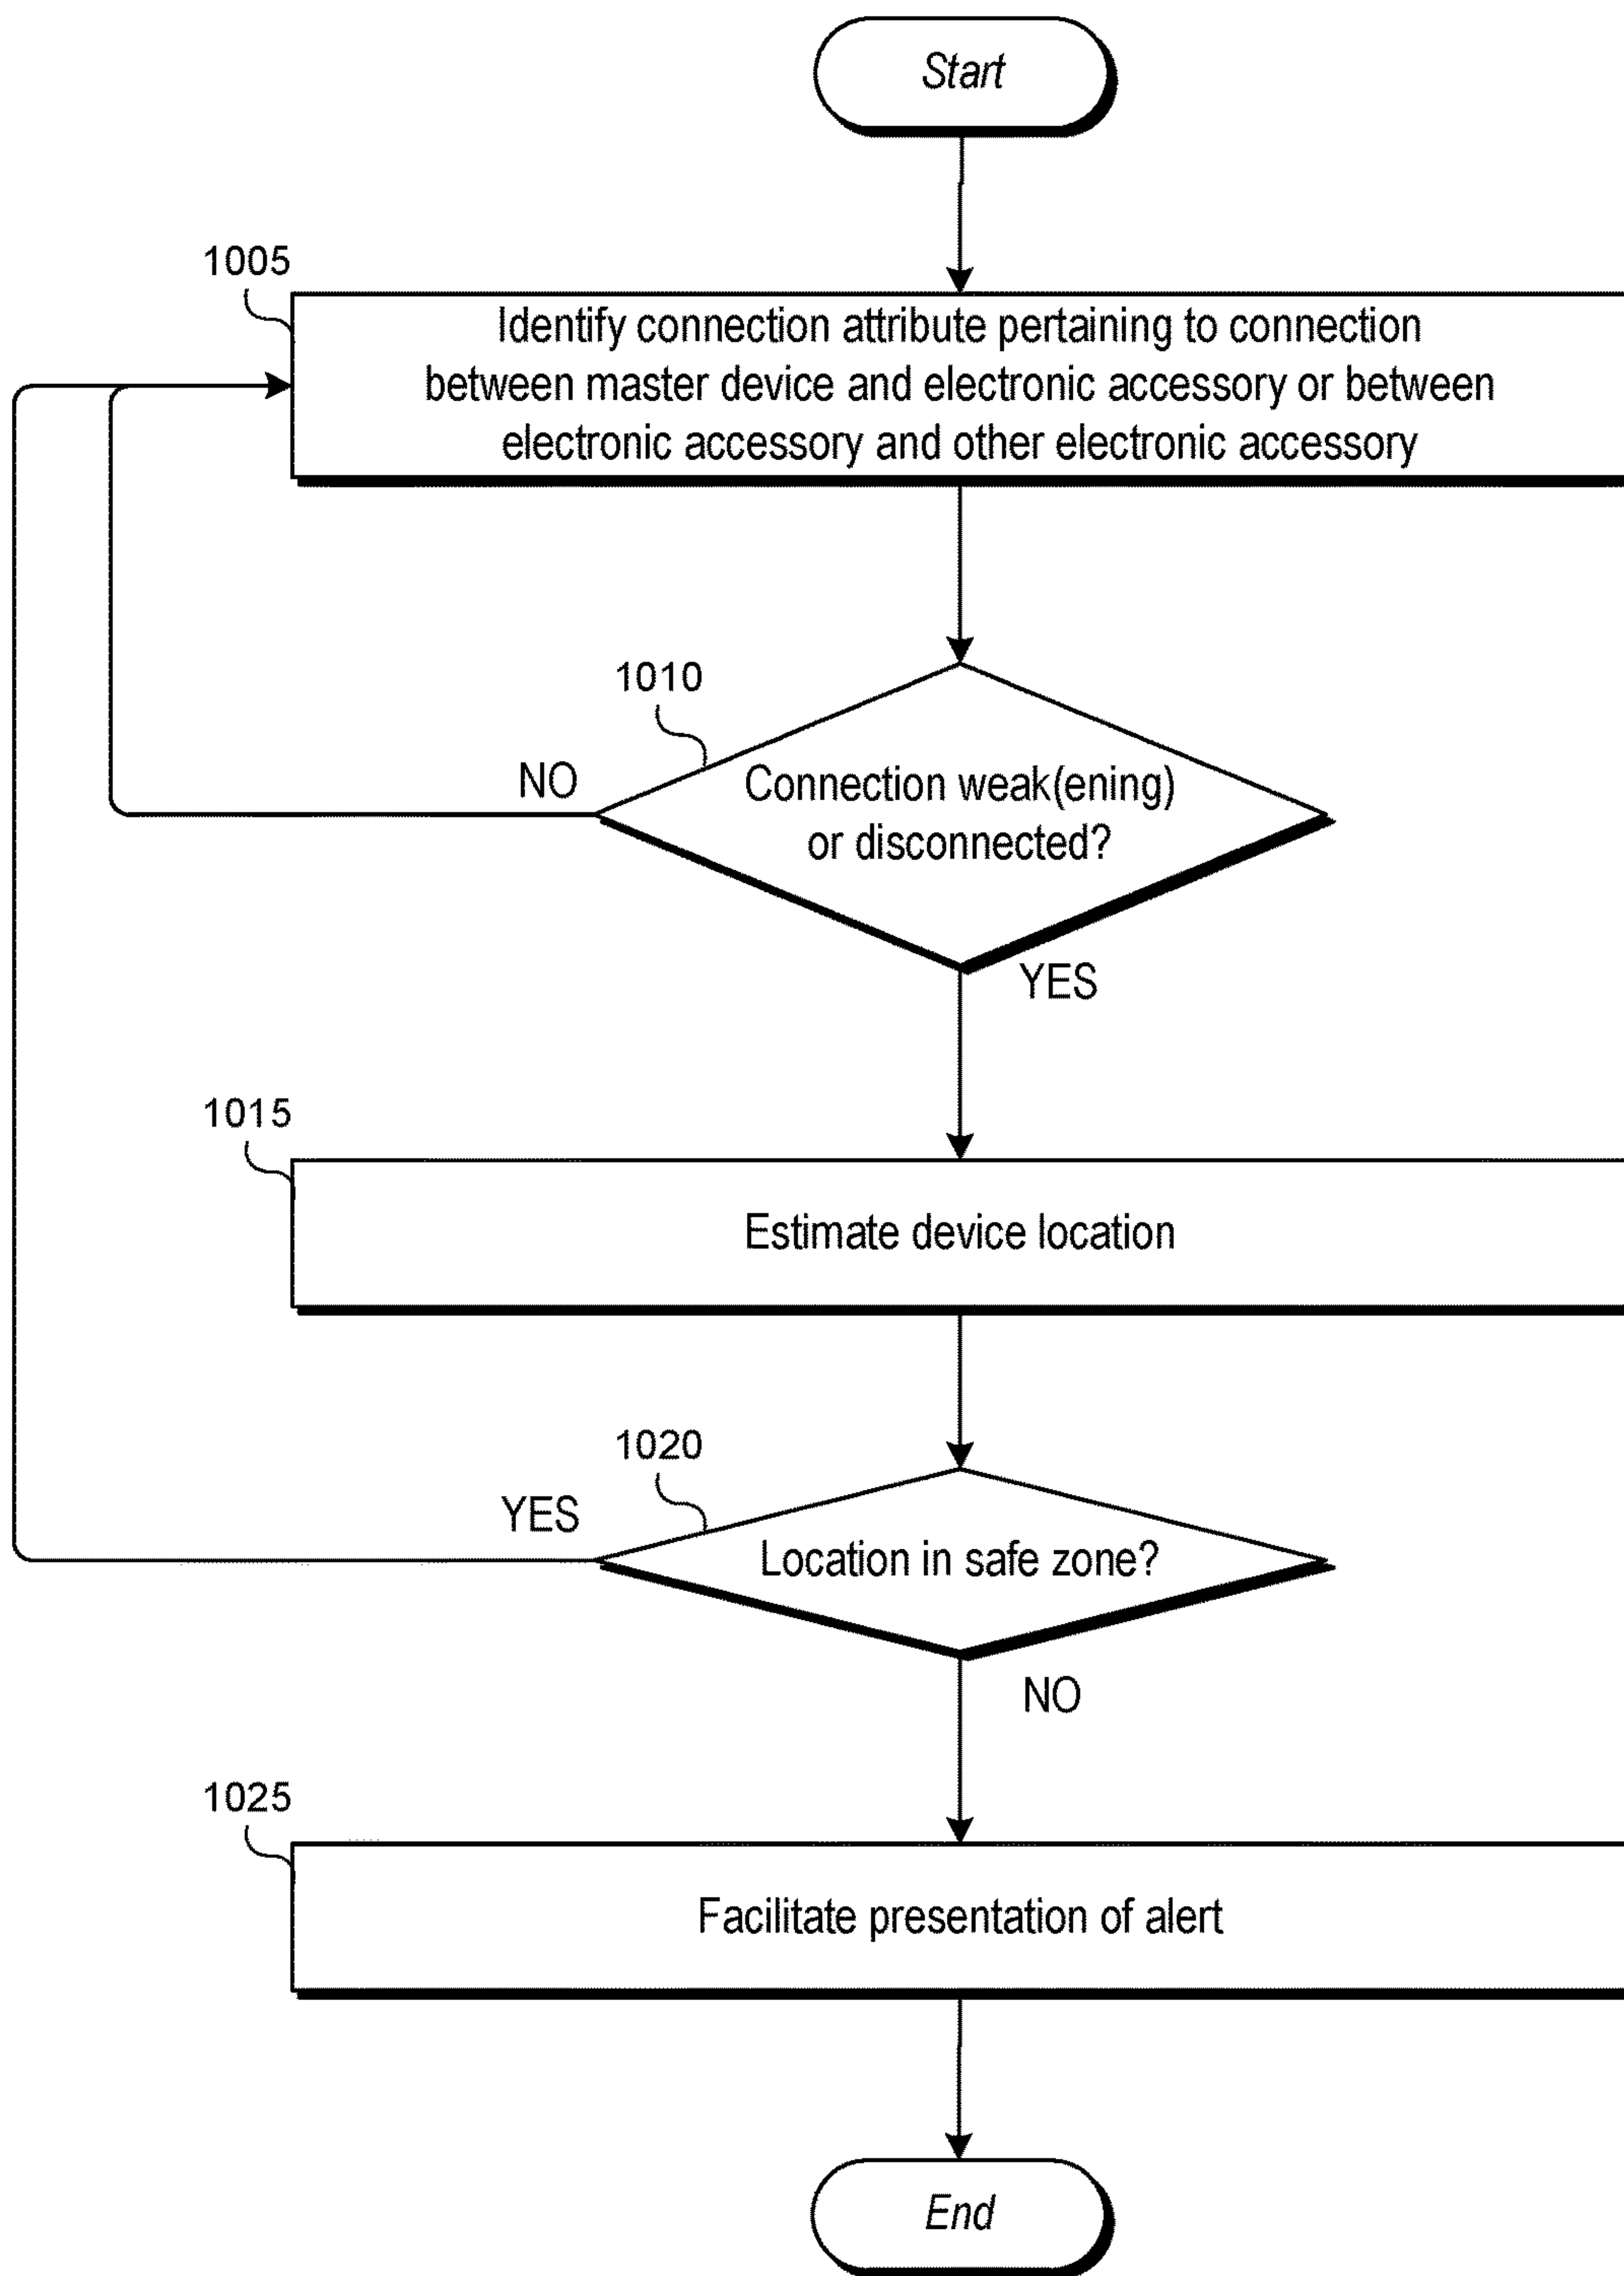 Start
1005
Identify connection attribute pertaining to connection
between master device and electronic accessory or between
electronic accessory and other electronic accessory
1010
NO
Connection weak(ening)
or disconnected?
YES
1015
Estimate device location
1020
YES
Location in safe zone?
NO
1025
Facilitate presentation of alert
End